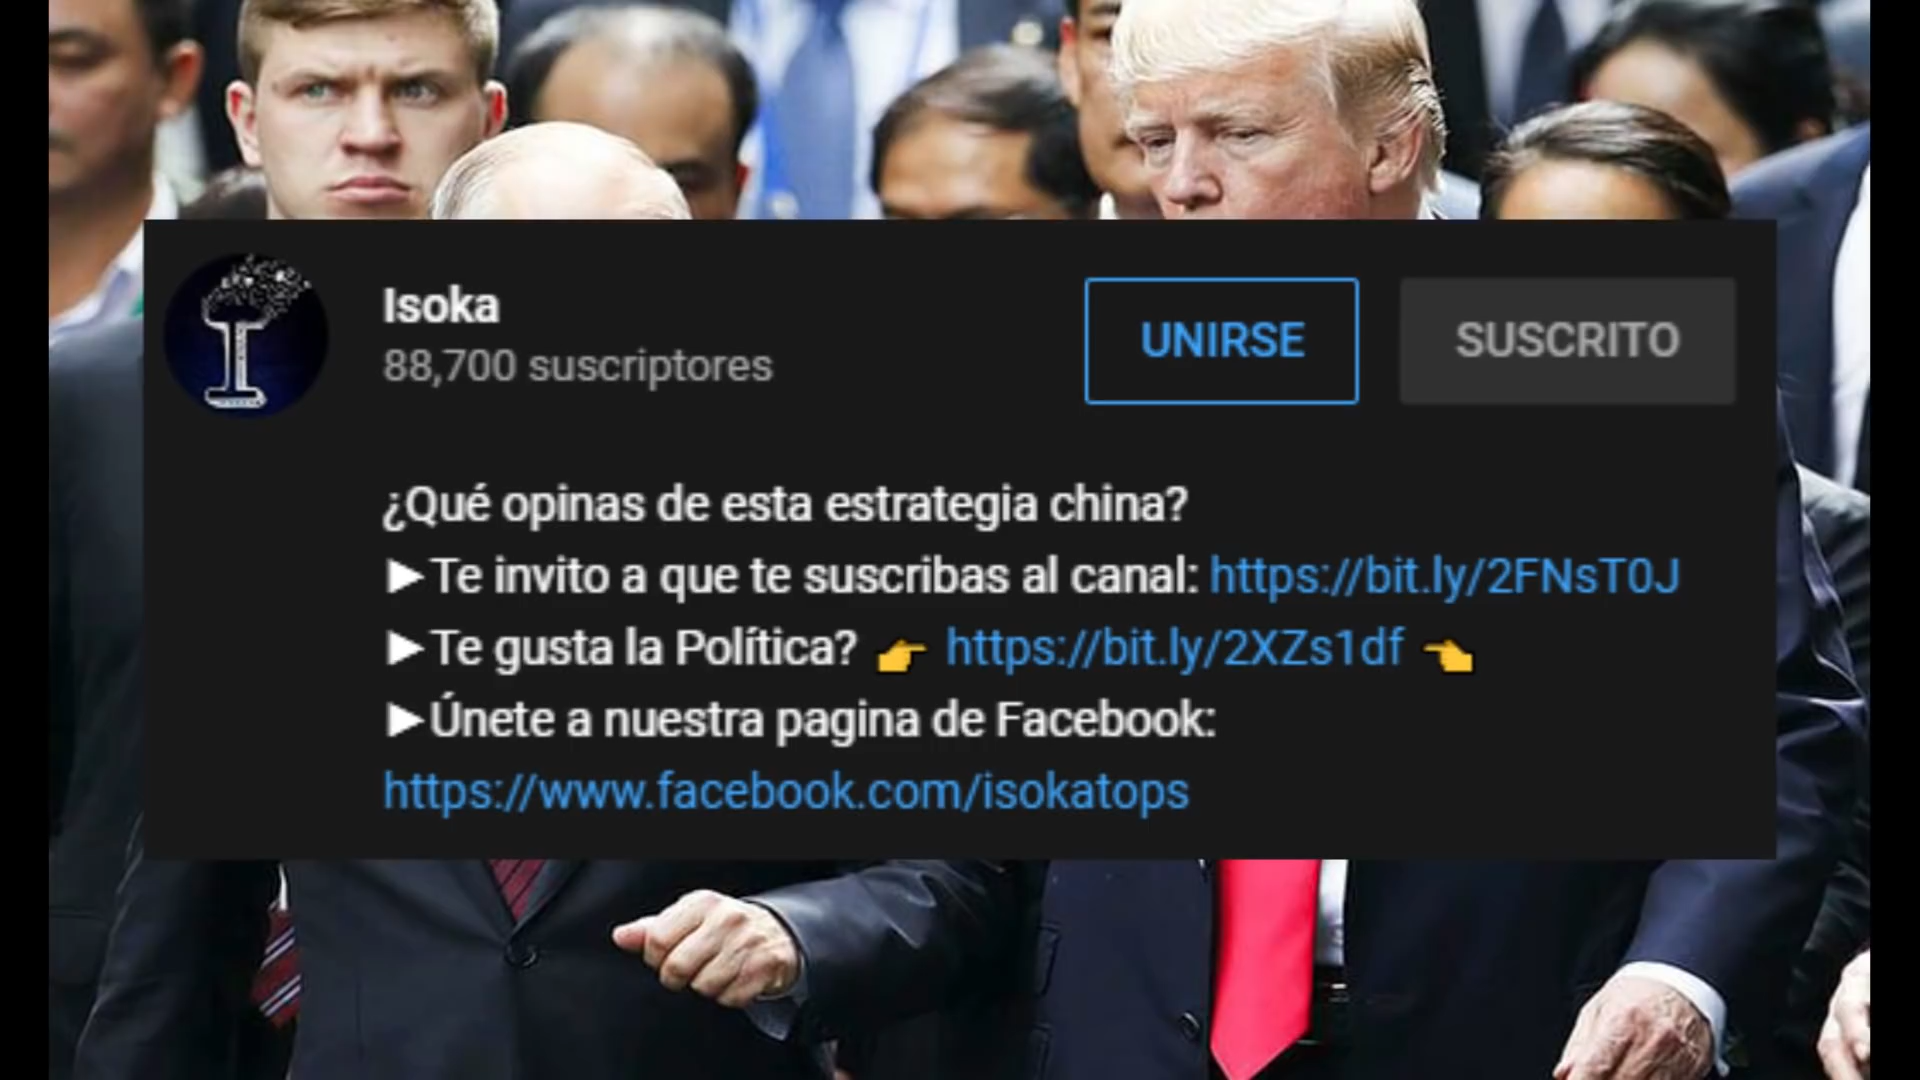 Isoka
88,700 suscriptores
UNIRSE
SUSCRITO
¿Qué opinas de esta estrategia china?
►Te invito a que te suscribas al canal: https://bit.ly/2FNsT0J
►Te gusta la Política? 👉 https://bit.ly/2XZs1df 👈
►Únete a nuestra pagina de Facebook:
https://www.facebook.com/isokatops